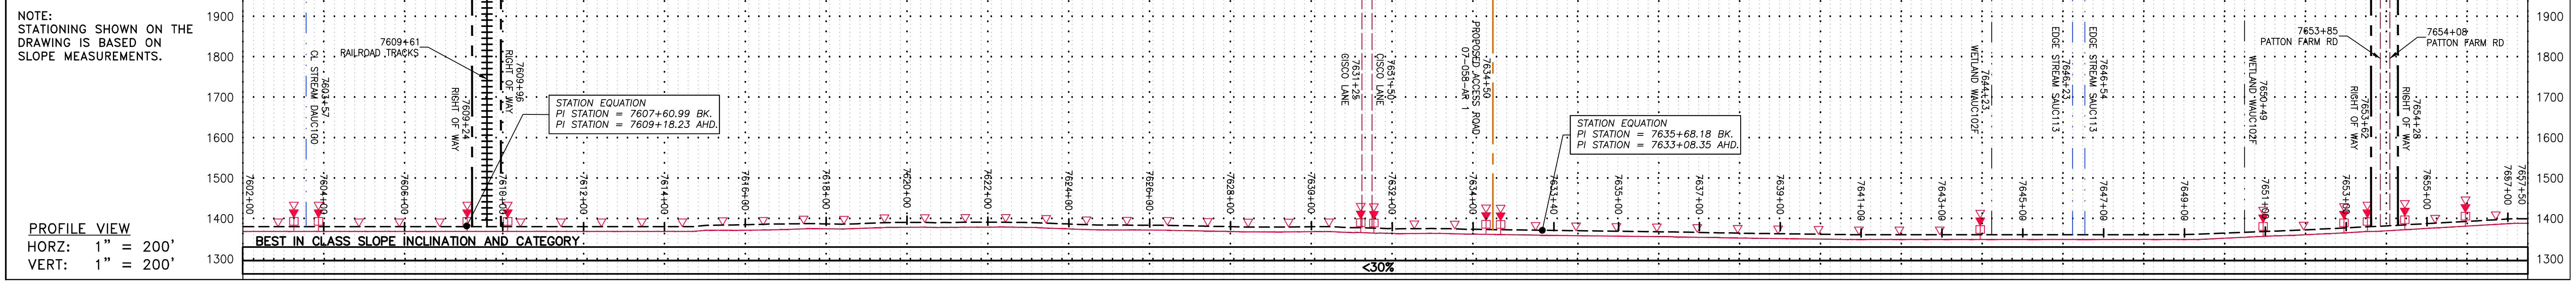 NOTE:
STATIONING SHOWN ON THE
DRAWING IS BASED ON
SLOPE MEASUREMENTS.
PROFILE VIEW
HORZ: 1" = 200'
VERT: 1" = 200'
1900
1800
1700
1600
1500
1400
1300
7603+57
CL STREAM DAUC100
7609+61
RAILROAD TRACKS
7609+24
RIGHT OF WAY
7609+96
RIGHT OF WAY
STATION EQUATION
PI STATION = 7607+60.99 BK.
PI STATION = 7609+18.23 AHD.
7631+25
CISCO LANE
7631+50
CISCO LANE
7634+50
PROPOSED ACCESS ROAD
07-058-AR 1
STATION EQUATION
PI STATION = 7635+68.18 BK.
PI STATION = 7633+08.35 AHD.
7644+23
WETLAND WAUC102F
7646+23
EDGE STREAM SAUC113
7646+54
EDGE STREAM SAUC113
7650+49
WETLAND WAUC102F
7653+62
RIGHT OF WAY
7653+85
PATTON FARM RD
7654+08
PATTON FARM RD
7654+28
RIGHT OF WAY
7602+00
7604+00
7606+00
7610+00
7612+00
7614+00
7616+00
7618+00
7620+00
7622+00
7624+00
7626+00
7628+00
7630+00
7632+00
7634+00
7633+40
7635+00
7637+00
7639+00
7641+00
7643+00
7645+00
7647+00
7649+00
7651+00
7653+00
7655+00
7657+00
7657+50
BEST IN CLASS SLOPE INCLINATION AND CATEGORY
<30%
1900
1800
1700
1600
1500
1400
1300